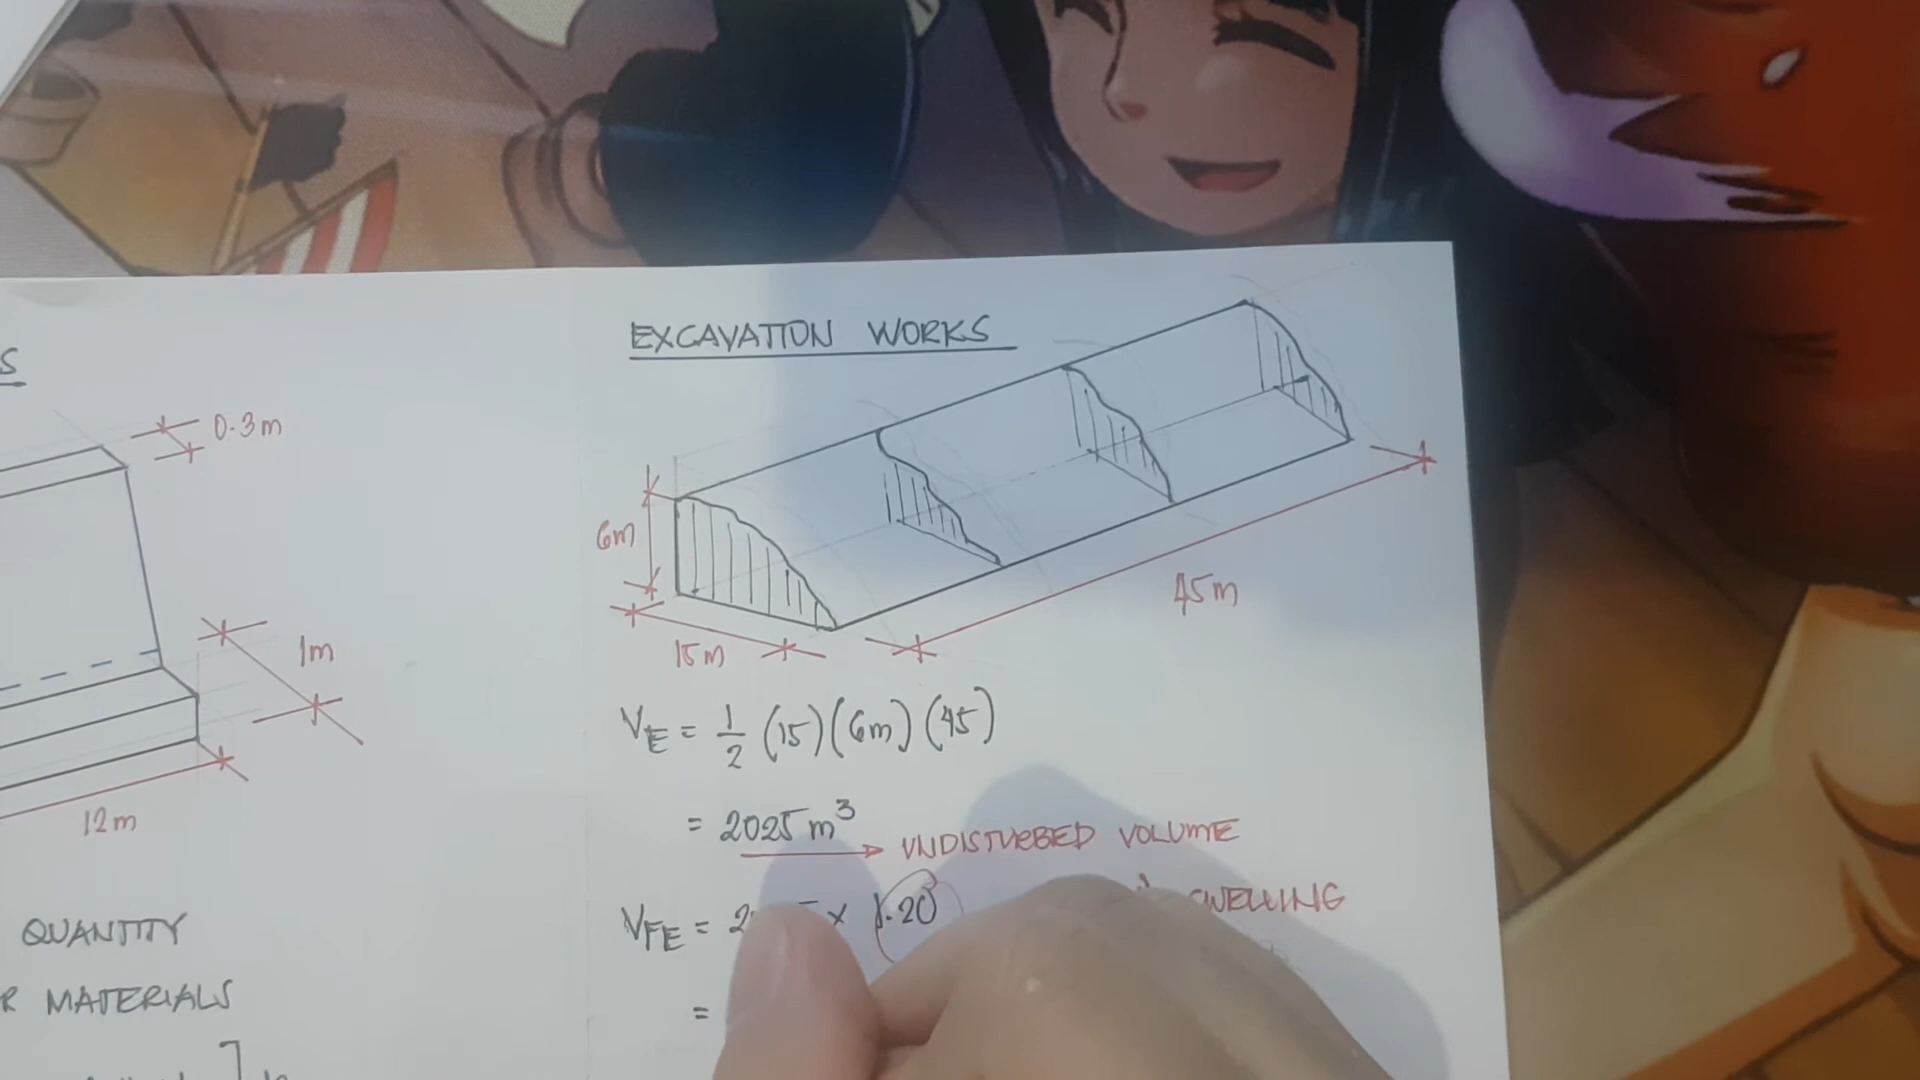 S
0.3m
1m
12m
QUANTITY
R MATERIALS
EXCAVATION WORKS
6m
15m
45m
VE = 1/2 (15)(6m)(45)
= 2025 m³
UNDISTURBED VOLUME
VFE = 2 x 1.20
SWELLING
=